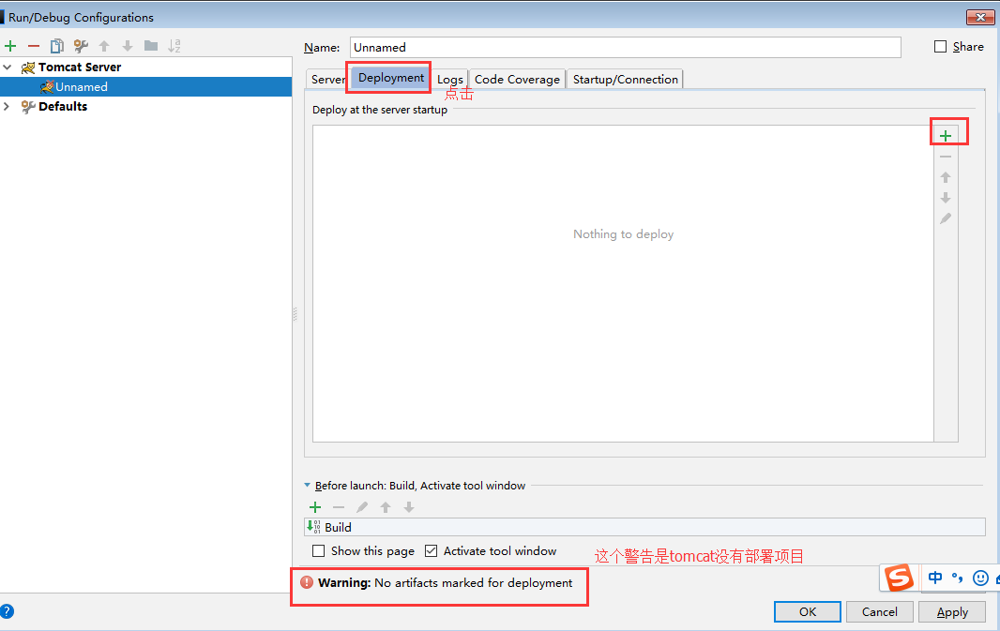 Run/Debug Configurations
Name: Unnamed
Share
Tomcat Server
Unnamed
Defaults
Server
Deployment
Logs
Code Coverage
Startup/Connection
点击
Deploy at the server startup
Nothing to deploy
Before launch: Build, Activate tool window
Build
Show this page
Activate tool window
这个警告是tomcat没有部署项目
Warning: No artifacts marked for deployment
S
中
OK
Cancel
Apply